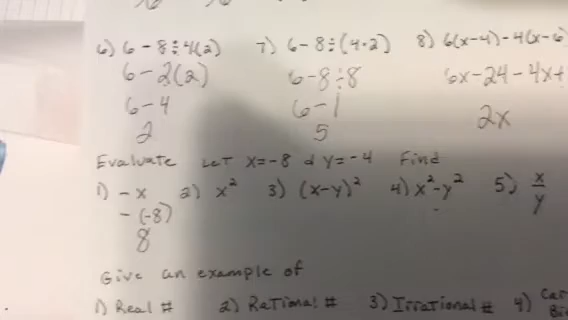 6) 6 - 8 ÷ 4(2) 7) 6 - 8 ÷ (4 • 2) 8) 6(x-4) - 4(x-6
6 - 2(2) 6 - 8 ÷ 8 6x - 24 - 4x +
6 - 4 6 - 1 2x
2 5
Evaluate Let x = -8 & y = -4 Find
1) -x 2) x² 3) (x-y)² 4) x² - y² 5) x/y
- (-8)
8
Give an example of
1) Real # 2) Rational # 3) Irrational # 4)